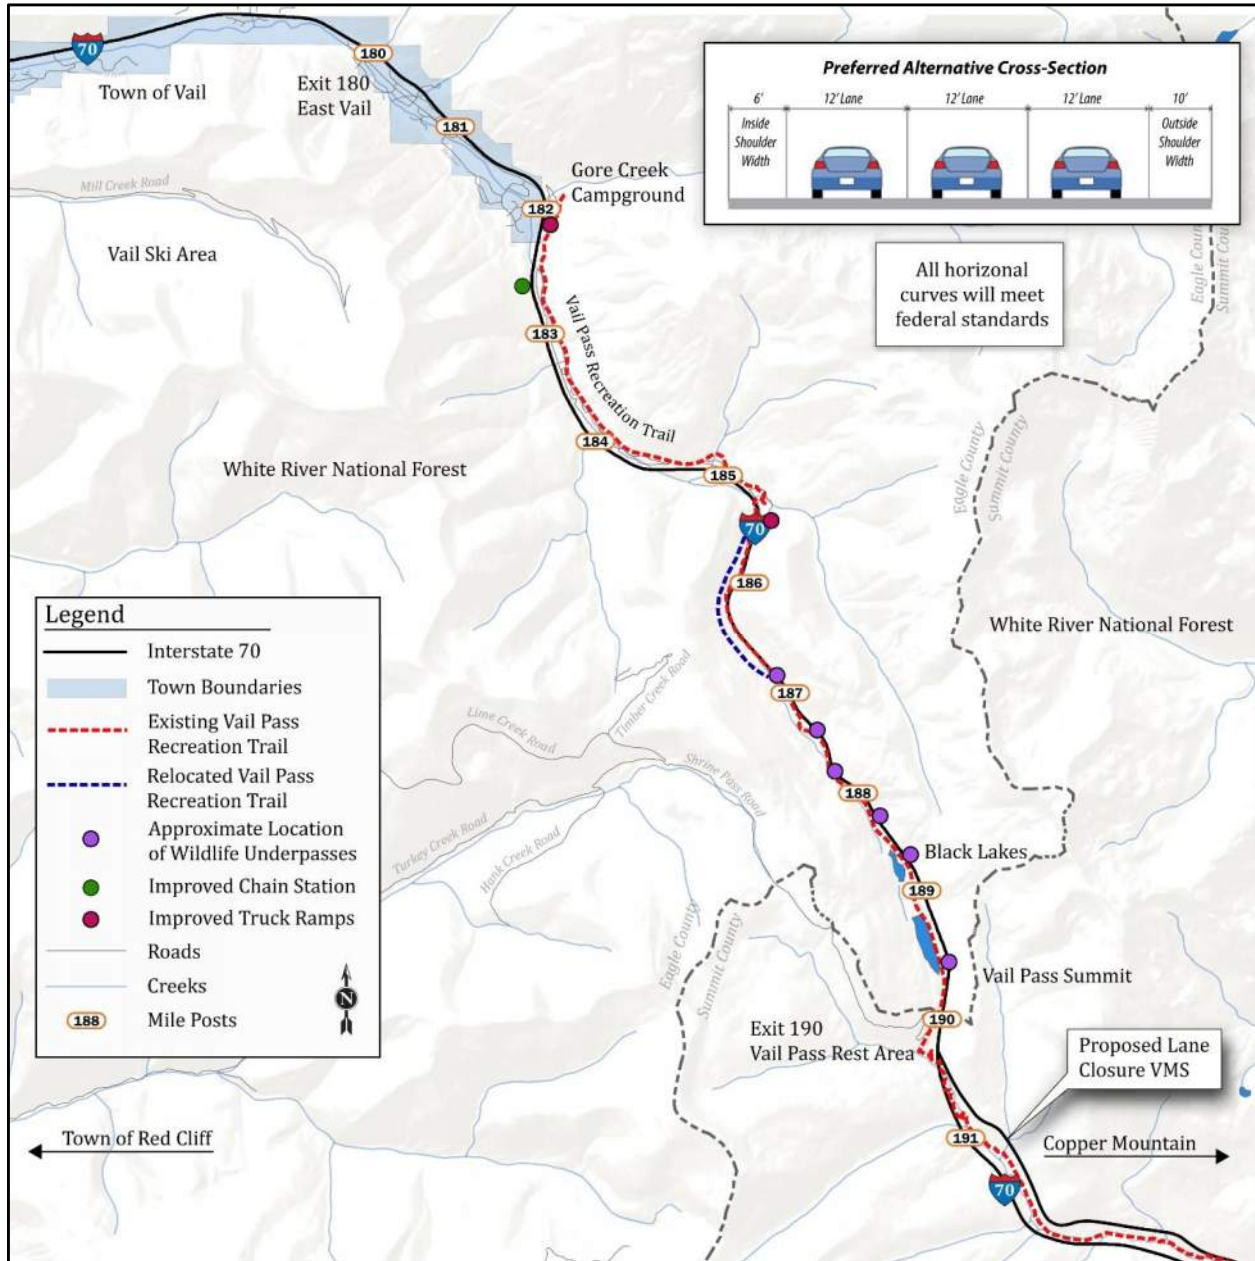 70
180
Town of Vail
Exit 180
East Vail
181
Mill Creek Road
Gore Creek
Campground
182
Vail Ski Area
Preferred Alternative Cross-Section
6' 12' Lane 12' Lane 12' Lane 10'
Inside
Shoulder
Width
Outside
Shoulder
Width
All horizonal
curves will meet
federal standards
Eagle County
Summit County
183
Vail Pass Recreation Trail
184
185
White River National Forest
Eagle County
Summit County
70
186
White River National Forest
Legend
Interstate 70
Town Boundaries
Existing Vail Pass
Recreation Trail
Relocated Vail Pass
Recreation Trail
Approximate Location
of Wildlife Underpasses
Improved Chain Station
Improved Truck Ramps
Roads
Creeks
188 Mile Posts
N
187
Timber Creek Road
Lime Creek Road
Shrine Pass Road
Turkey Creek Road
Hank Creek Road
188
Black Lakes
189
Eagle County
Summit County
Vail Pass Summit
190
Exit 190
Vail Pass Rest Area
Proposed Lane
Closure VMS
191
Town of Red Cliff
Copper Mountain
70